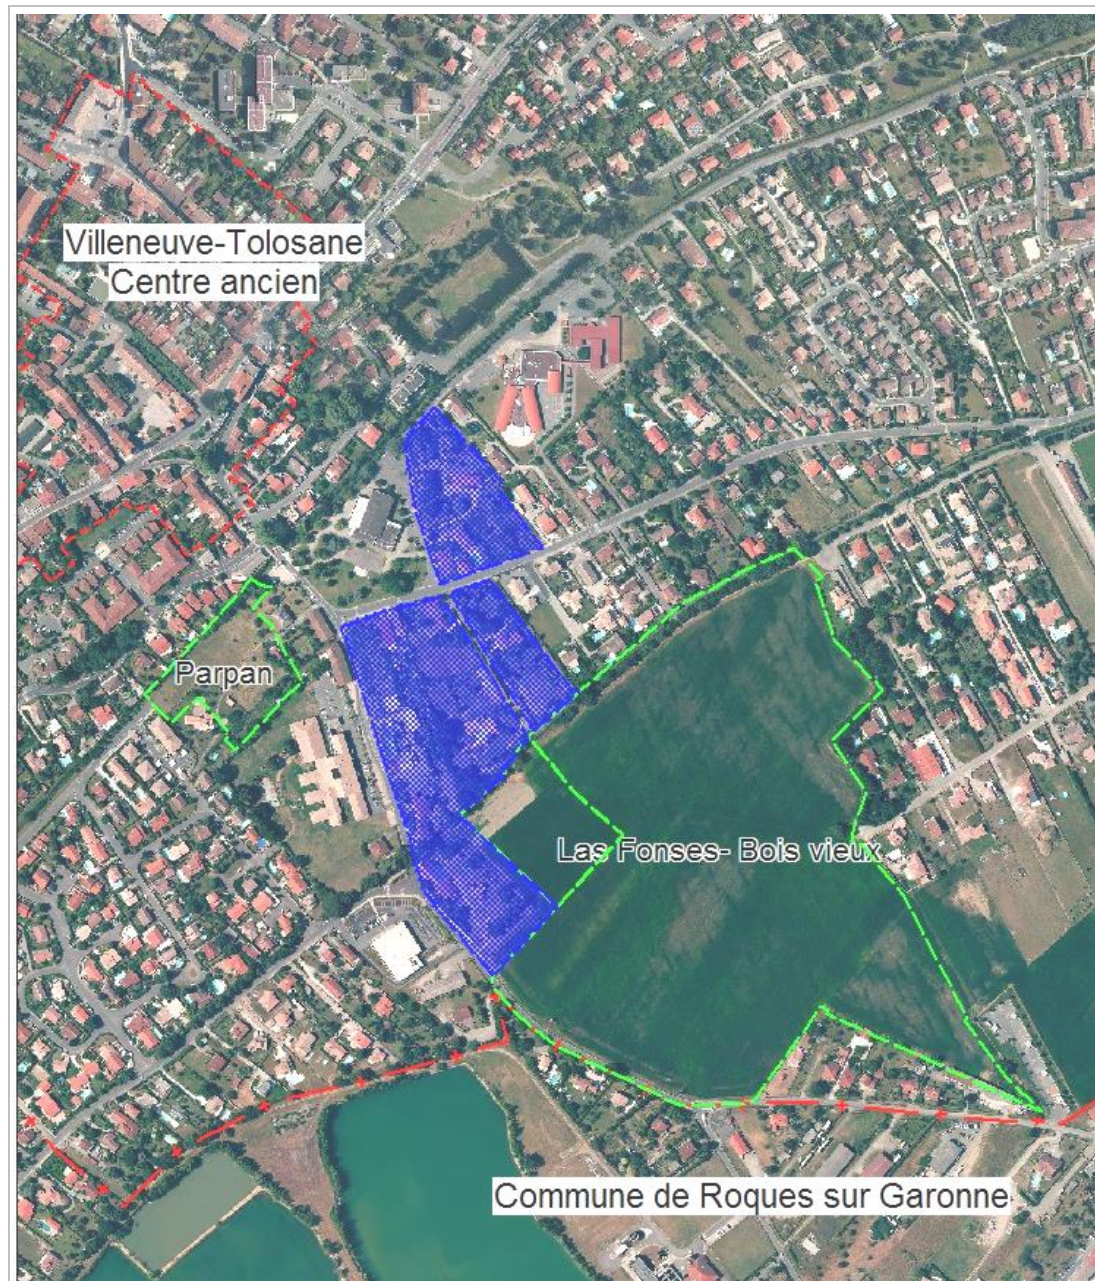 Villeneuve-Tolosane
Centre ancien
Parpan
Las Fonses- Bois vieux
Commune de Roques sur Garonne